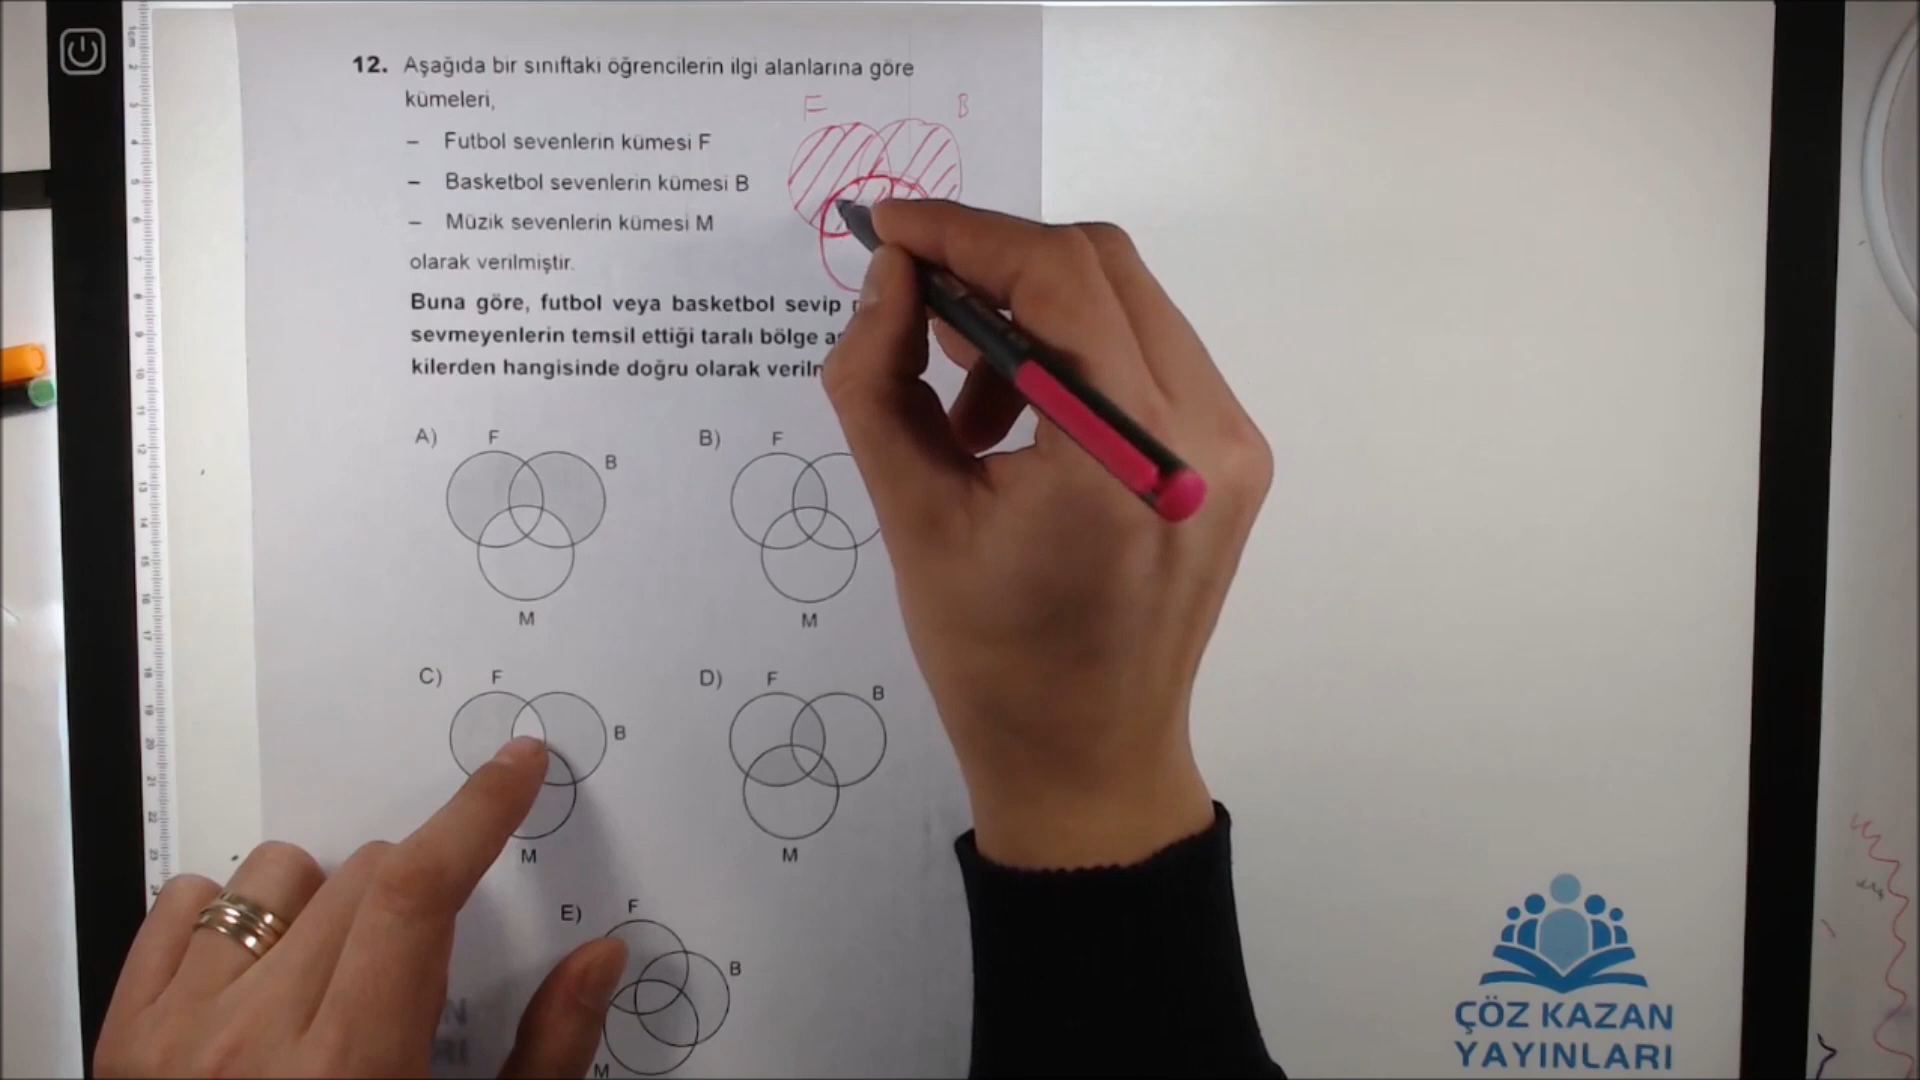 12. Aşağıda bir sınıftaki öğrencilerin ilgi alanlarına göre
kümeleri,
– Futbol sevenlerin kümesi F
– Basketbol sevenlerin kümesi B
– Müzik sevenlerin kümesi M
olarak verilmiştir.
Buna göre, futbol veya basketbol sevip
sevmeyenlerin temsil ettiği taralı bölge
kilerden hangisinde doğru olarak
F B
A) F B M
B) F M
C) F B M
D) F B M
E) F B M
ÇÖZ KAZAN
YAYINLARI